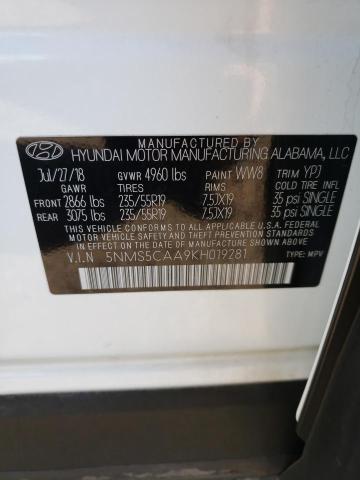 MANUFACTURED BY
HYUNDAI MOTOR MANUFACTURING ALABAMA, LLC
Jul/27/18 GVWR 4960 lbs PAINT WW8 TRIM YPJ
GAWR TIRES RIMS COLD TIRE INF. PRES
FRONT 2866 lbs 235/55R19 7.5JX19 35 psi SINGLE
REAR 3075 lbs 235/55R19 7.5JX19 35 psi SINGLE
THIS VEHICLE CONFORMS TO ALL APPLICABLE U.S.A. FEDERAL
MOTOR VEHICLE SAFETY, BUMPER, AND THEFT PREVENTION
STANDARDS IN EFFECT ON THE DATE OF MANUFACTURE SHOWN ABOVE.
V.I.N 5NMS5CAA9KH019281 TYPE: MPV